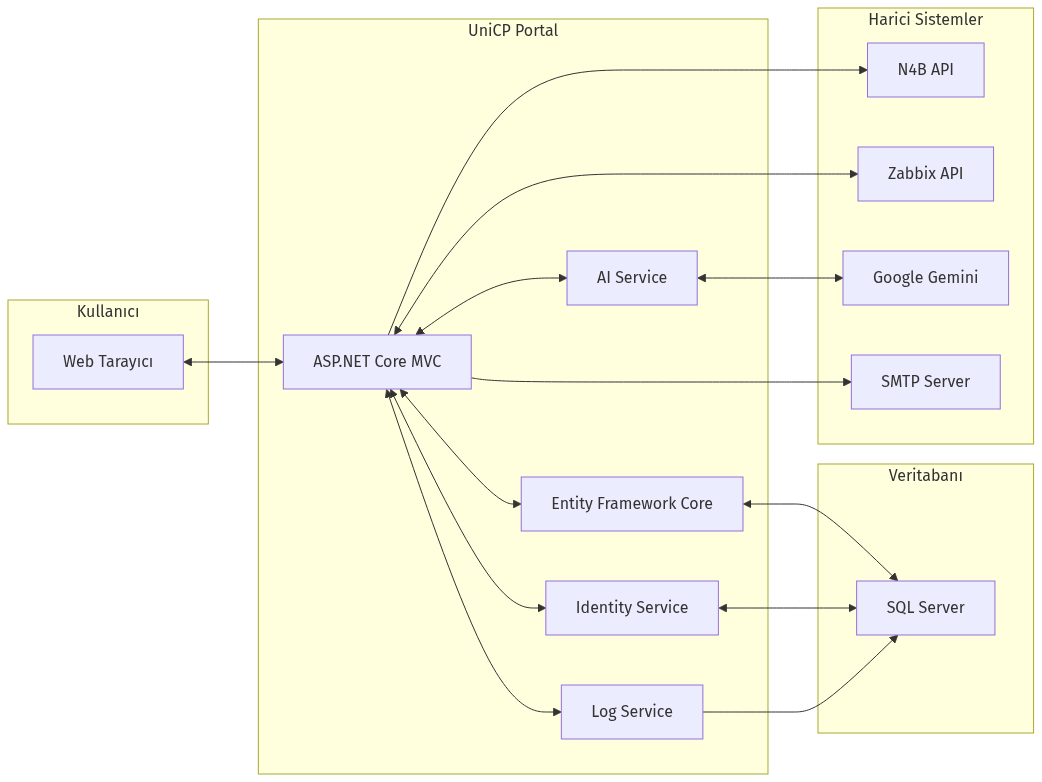 Kullanıcı
Web Tarayıcı
UniCP Portal
ASP.NET Core MVC
AI Service
Entity Framework Core
Identity Service
Log Service
Harici Sistemler
N4B API
Zabbix API
Google Gemini
SMTP Server
Veritabanı
SQL Server